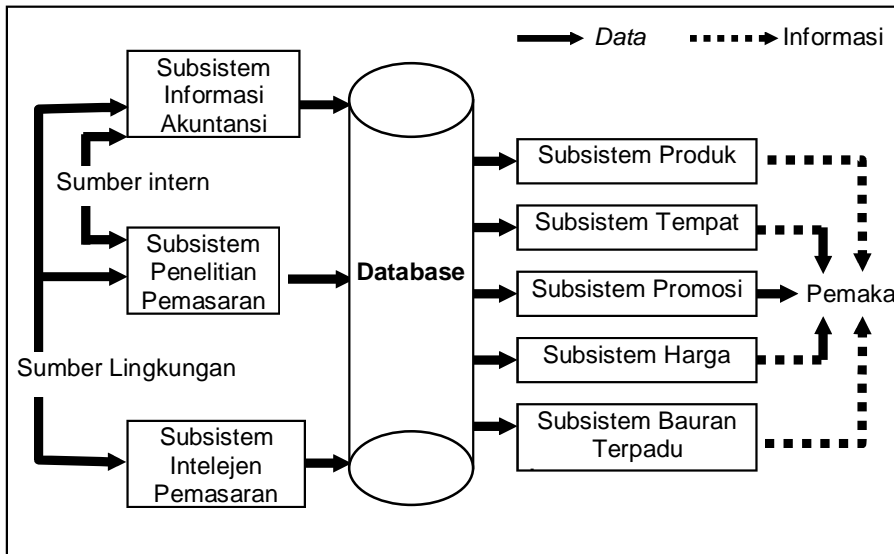 Data
Informasi
Subsistem
Informasi
Akuntansi
Sumber intern
Subsistem
Penelitian
Pemasaran
Sumber Lingkungan
Subsistem
Intelejen
Pemasaran
Database
Subsistem Produk
Subsistem Tempat
Subsistem Promosi
Subsistem Harga
Subsistem Bauran
Terpadu
Pemaka